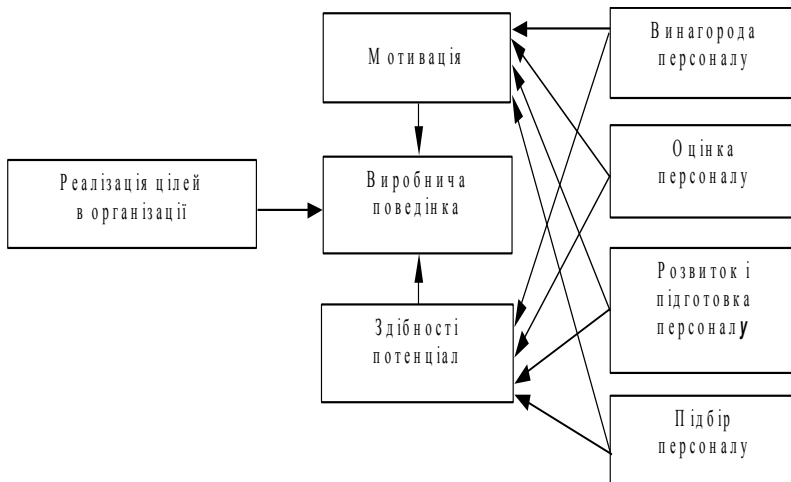 Мотивація
Винагорода
персоналу
Оцінка
персоналу
Реалізація цілей
в організації
Виробнича
поведінка
Розвиток і
підготовка
персоналу
Здібності
потенціал
Підбір
персоналу